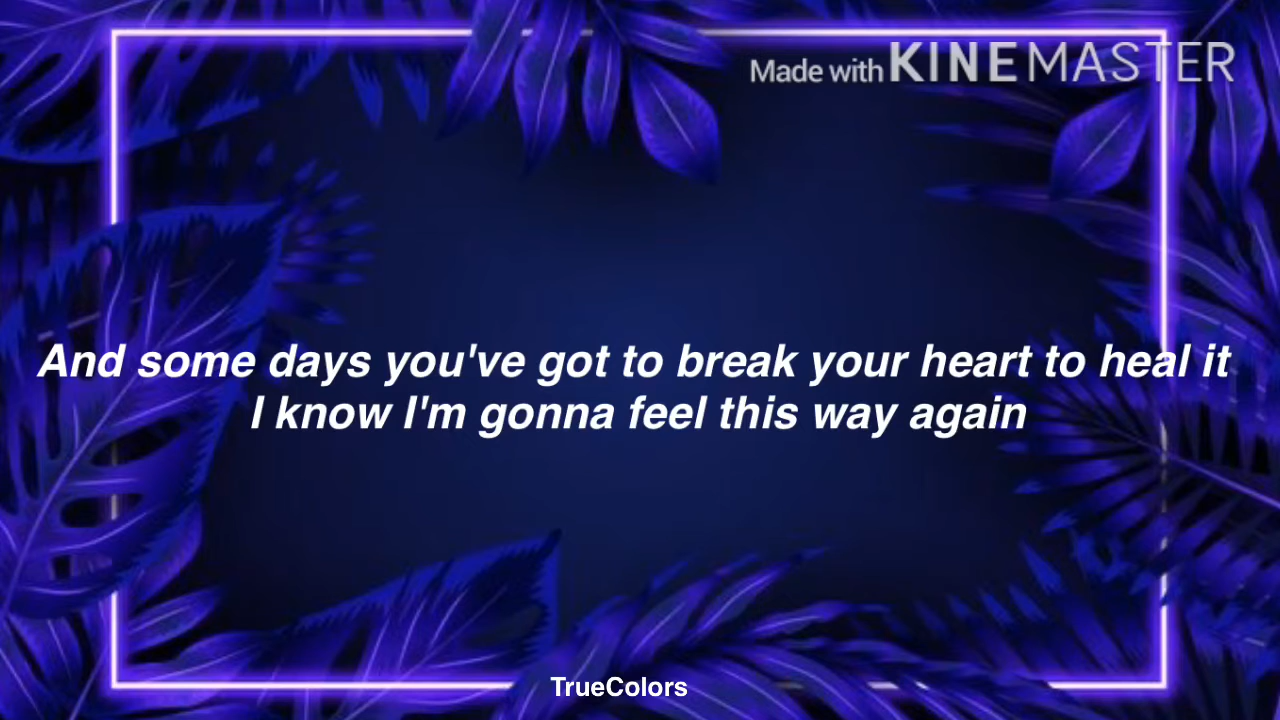 Made with KINEMASTER
And some days you've got to break your heart to heal it
I know I'm gonna feel this way again
TrueColors